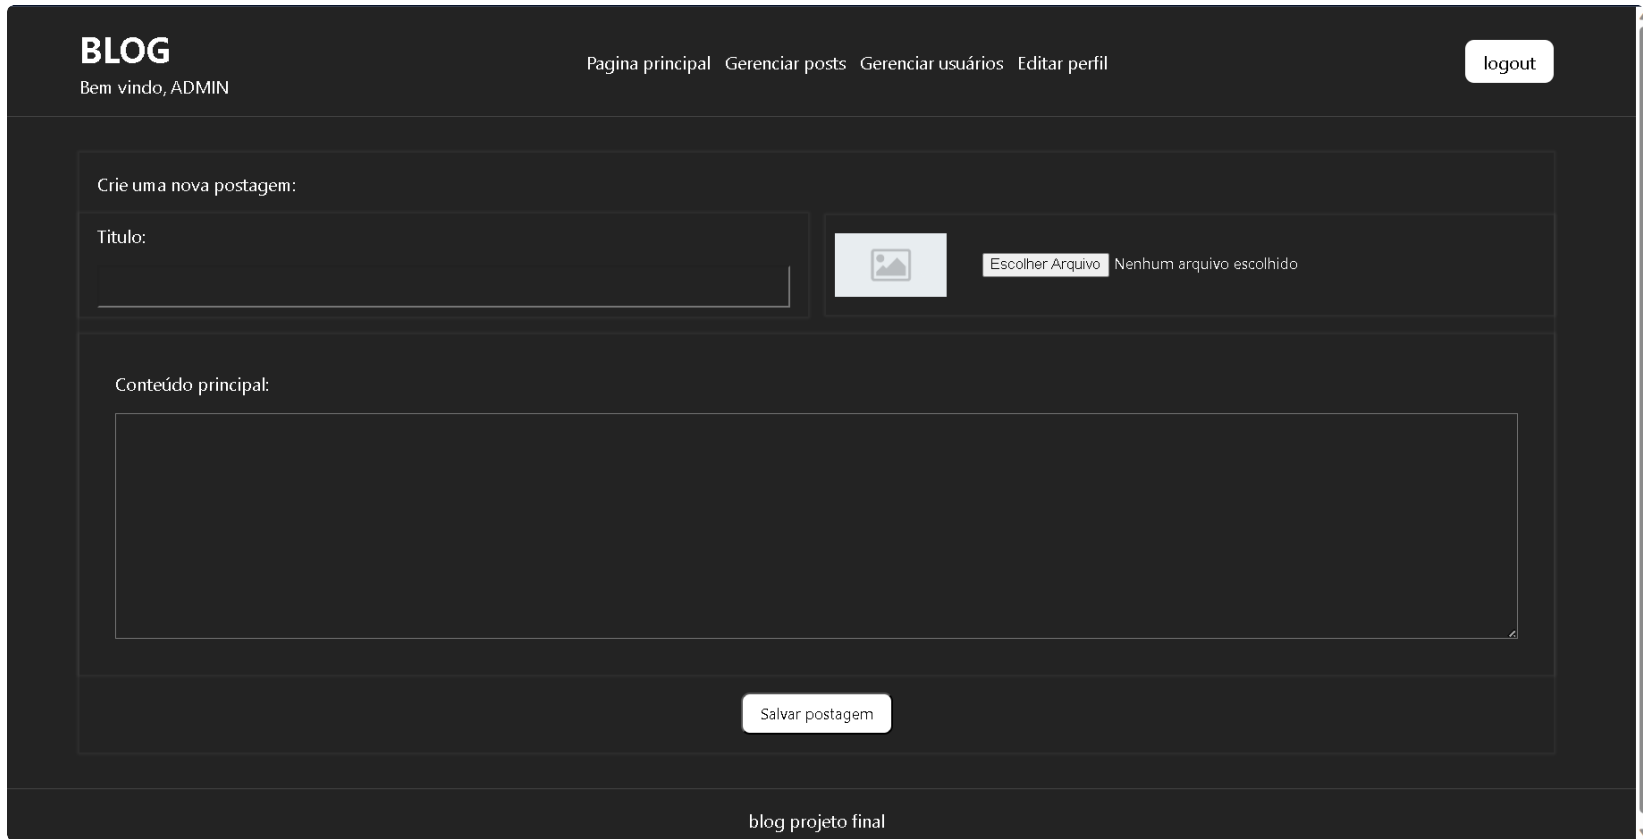 BLOG
Bem vindo, ADMIN
Pagina principal Gerenciar posts Gerenciar usuários Editar perfil
logout
Crie uma nova postagem:
Titulo:
Escolher Arquivo Nenhum arquivo escolhido
Conteúdo principal:
Salvar postagem
blog projeto final